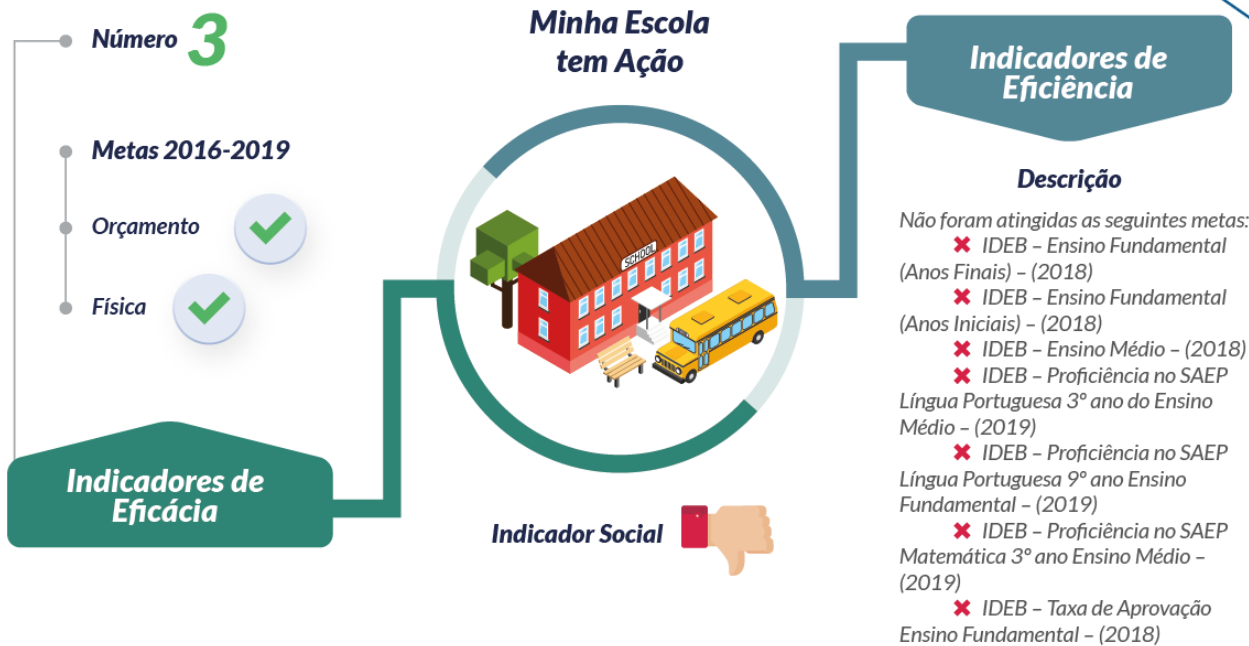 Número 3
Metas 2016-2019
Orçamento
Física
Indicadores de
Eficácia
Minha Escola
tem Ação
SCHOOL
Indicador Social
Indicadores de
Eficiência
Descrição
Não foram atingidas as seguintes metas:
IDEB – Ensino Fundamental
(Anos Finais) – (2018)
IDEB – Ensino Fundamental
(Anos Iniciais) – (2018)
IDEB – Ensino Médio – (2018)
IDEB – Proficiência no SAEP
Língua Portuguesa 3º ano do Ensino
Médio – (2019)
IDEB – Proficiência no SAEP
Língua Portuguesa 9º ano Ensino
Fundamental – (2019)
IDEB – Proficiência no SAEP
Matemática 3º ano Ensino Médio –
(2019)
IDEB – Taxa de Aprovação
Ensino Fundamental – (2018)